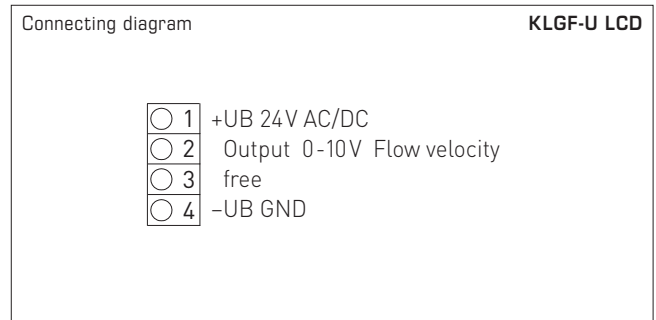 Connecting diagram KLGF-U LCD
1 +UB 24V AC/DC
2 Output 0-10V Flow velocity
3 free
4 –UB GND